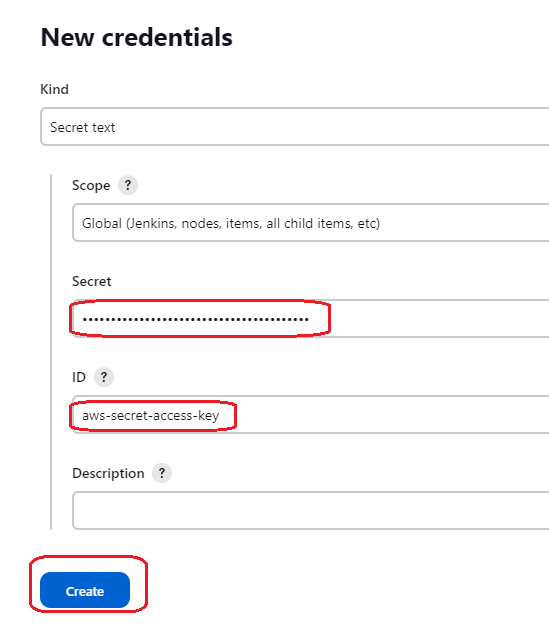 New credentials
Kind
Secret text
Scope ?
Global (Jenkins, nodes, items, all child items, etc)
Secret
••••••••••••••••••••••••••••••••••••••••
ID ?
aws-secret-access-key
Description ?
Create